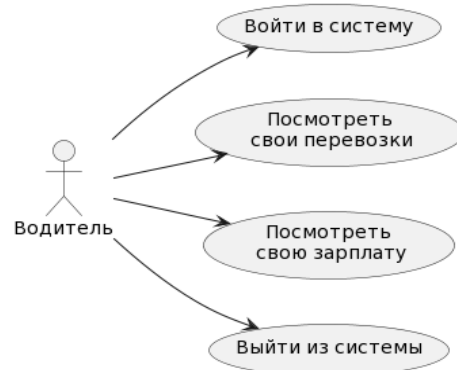 Войти в систему
Посмотреть
свои перевозки
Водитель
Посмотреть
свою зарплату
Выйти из системы